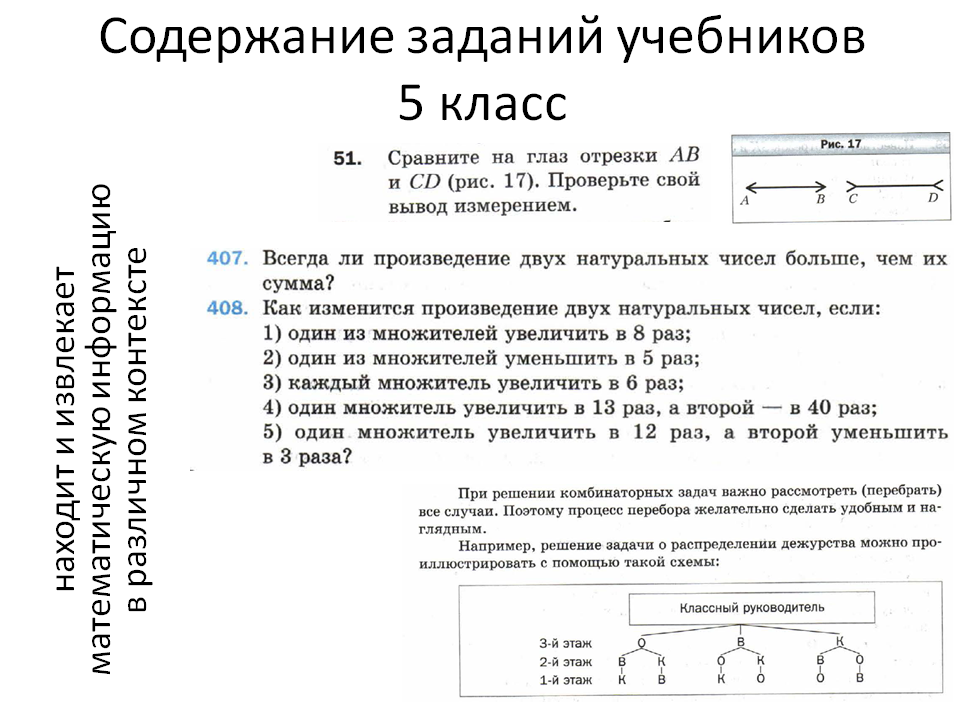 Содержание заданий учебников
5 класс
находит и извлекает
математическую информацию
в различном контексте
51. Сравните на глаз отрезки AB
и CD (рис. 17). Проверьте свой
вывод измерением.
Рис. 17
A B C D
407. Всегда ли произведение двух натуральных чисел больше, чем их
сумма?
408. Как изменится произведение двух натуральных чисел, если:
1) один из множителей увеличить в 8 раз;
2) один из множителей уменьшить в 5 раз;
3) каждый множитель увеличить в 6 раз;
4) один множитель увеличить в 13 раз, а второй — в 40 раз;
5) один множитель увеличить в 12 раз, а второй уменьшить
в 3 раза?
При решении комбинаторных задач важно рассмотреть (перебрать)
все случаи. Поэтому процесс перебора желательно сделать удобным и на-
глядным.
Например, решение задачи о распределении дежурства можно про-
иллюстрировать с помощью такой схемы:
Классный руководитель
3-й этаж О В К
2-й этаж В К О К В О
1-й этаж К В К О О В